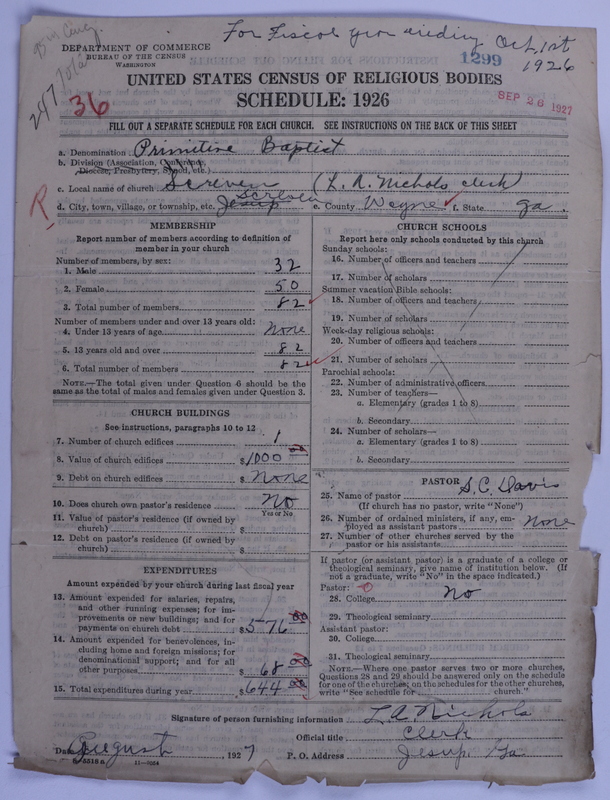 For Fiscal year ending Oct, 1st
1926
DEPARTMENT OF COMMERCE
BUREAU OF THE CENSUS
WASHINGTON
1299
247
36
UNITED STATES CENSUS OF RELIGIOUS BODIES
SCHEDULE: 1926
SEP 26 1927
FILL OUT A SEPARATE SCHEDULE FOR EACH CHURCH. SEE INSTRUCTIONS ON THE BACK OF THIS SHEET
a. Denomination Primitive Baptist
b. Division (Association, Conference,
Diocese, Presbytery, Synod, etc.)
c. Local name of church Screven (L. A. Nichols clerk)
R
d. City, town, village, or township, etc. Jesup Screven e. County Wayne f. State Ga.
MEMBERSHIP
Report number of members according to definition of
member in your church
Number of members, by sex:
1. Male 32
2. Female 50
3. Total number of members 82
Number of members under and over 13 years old:
4. Under 13 years of age None
5. 13 years old and over 82
6. Total number of members 82
NOTE.—The total given under Question 6 should be the
same as the total of males and females given under Question 3.
CHURCH BUILDINGS
See instructions, paragraphs 10 to 12
7. Number of church edifices 1
8. Value of church edifices $1000 00
9. Debt on church edifices $ None
10. Does church own pastor's residence No
Yes or No
11. Value of pastor's residence (if owned by
church) $
12. Debt on pastor's residence (if owned by
church) $
EXPENDITURES
Amount expended by your church during last fiscal year
13. Amount expended for salaries, repairs,
and other running expenses; for im-
provements or new buildings; and for
payments on church debt $576 00
14. Amount expended for benevolences, in-
cluding home and foreign missions; for
denominational support; and for all
other purposes $ 68 00
15. Total expenditures during year $644 00
CHURCH SCHOOLS
Report here only schools conducted by this church
Sunday schools:
16. Number of officers and teachers
17. Number of scholars
Summer vacation Bible schools:
18. Number of officers and teachers
19. Number of scholars
Week-day religious schools:
20. Number of officers and teachers
21. Number of scholars
Parochial schools:
22. Number of administrative officers
23. Number of teachers—
a. Elementary (grades 1 to 8)
b. Secondary
24. Number of scholars—
a. Elementary (grades 1 to 8)
b. Secondary
PASTOR
25. Name of pastor S. C. Davis
(If church has no pastor, write "None")
26. Number of ordained ministers, if any, em-
ployed as assistant pastors None
27. Number of other churches served by the
pastor or his assistants
If pastor (or assistant pastor) is a graduate of a college or
theological seminary, give name of institution below. (If
not a graduate, write "No" in the space indicated.)
Pastor:
28. College No
29. Theological seminary
Assistant pastor:
30. College
31. Theological seminary
NOTE.—Where one pastor serves two or more churches,
Questions 28 and 29 should be answered only on the schedule
for one of the churches; on the schedules for the other churches,
write "See schedule for church."
Signature of person furnishing information L A Nichols
Official title Clerk
Date August, 1927 P. O. Address Jesup, Ga
11—9054